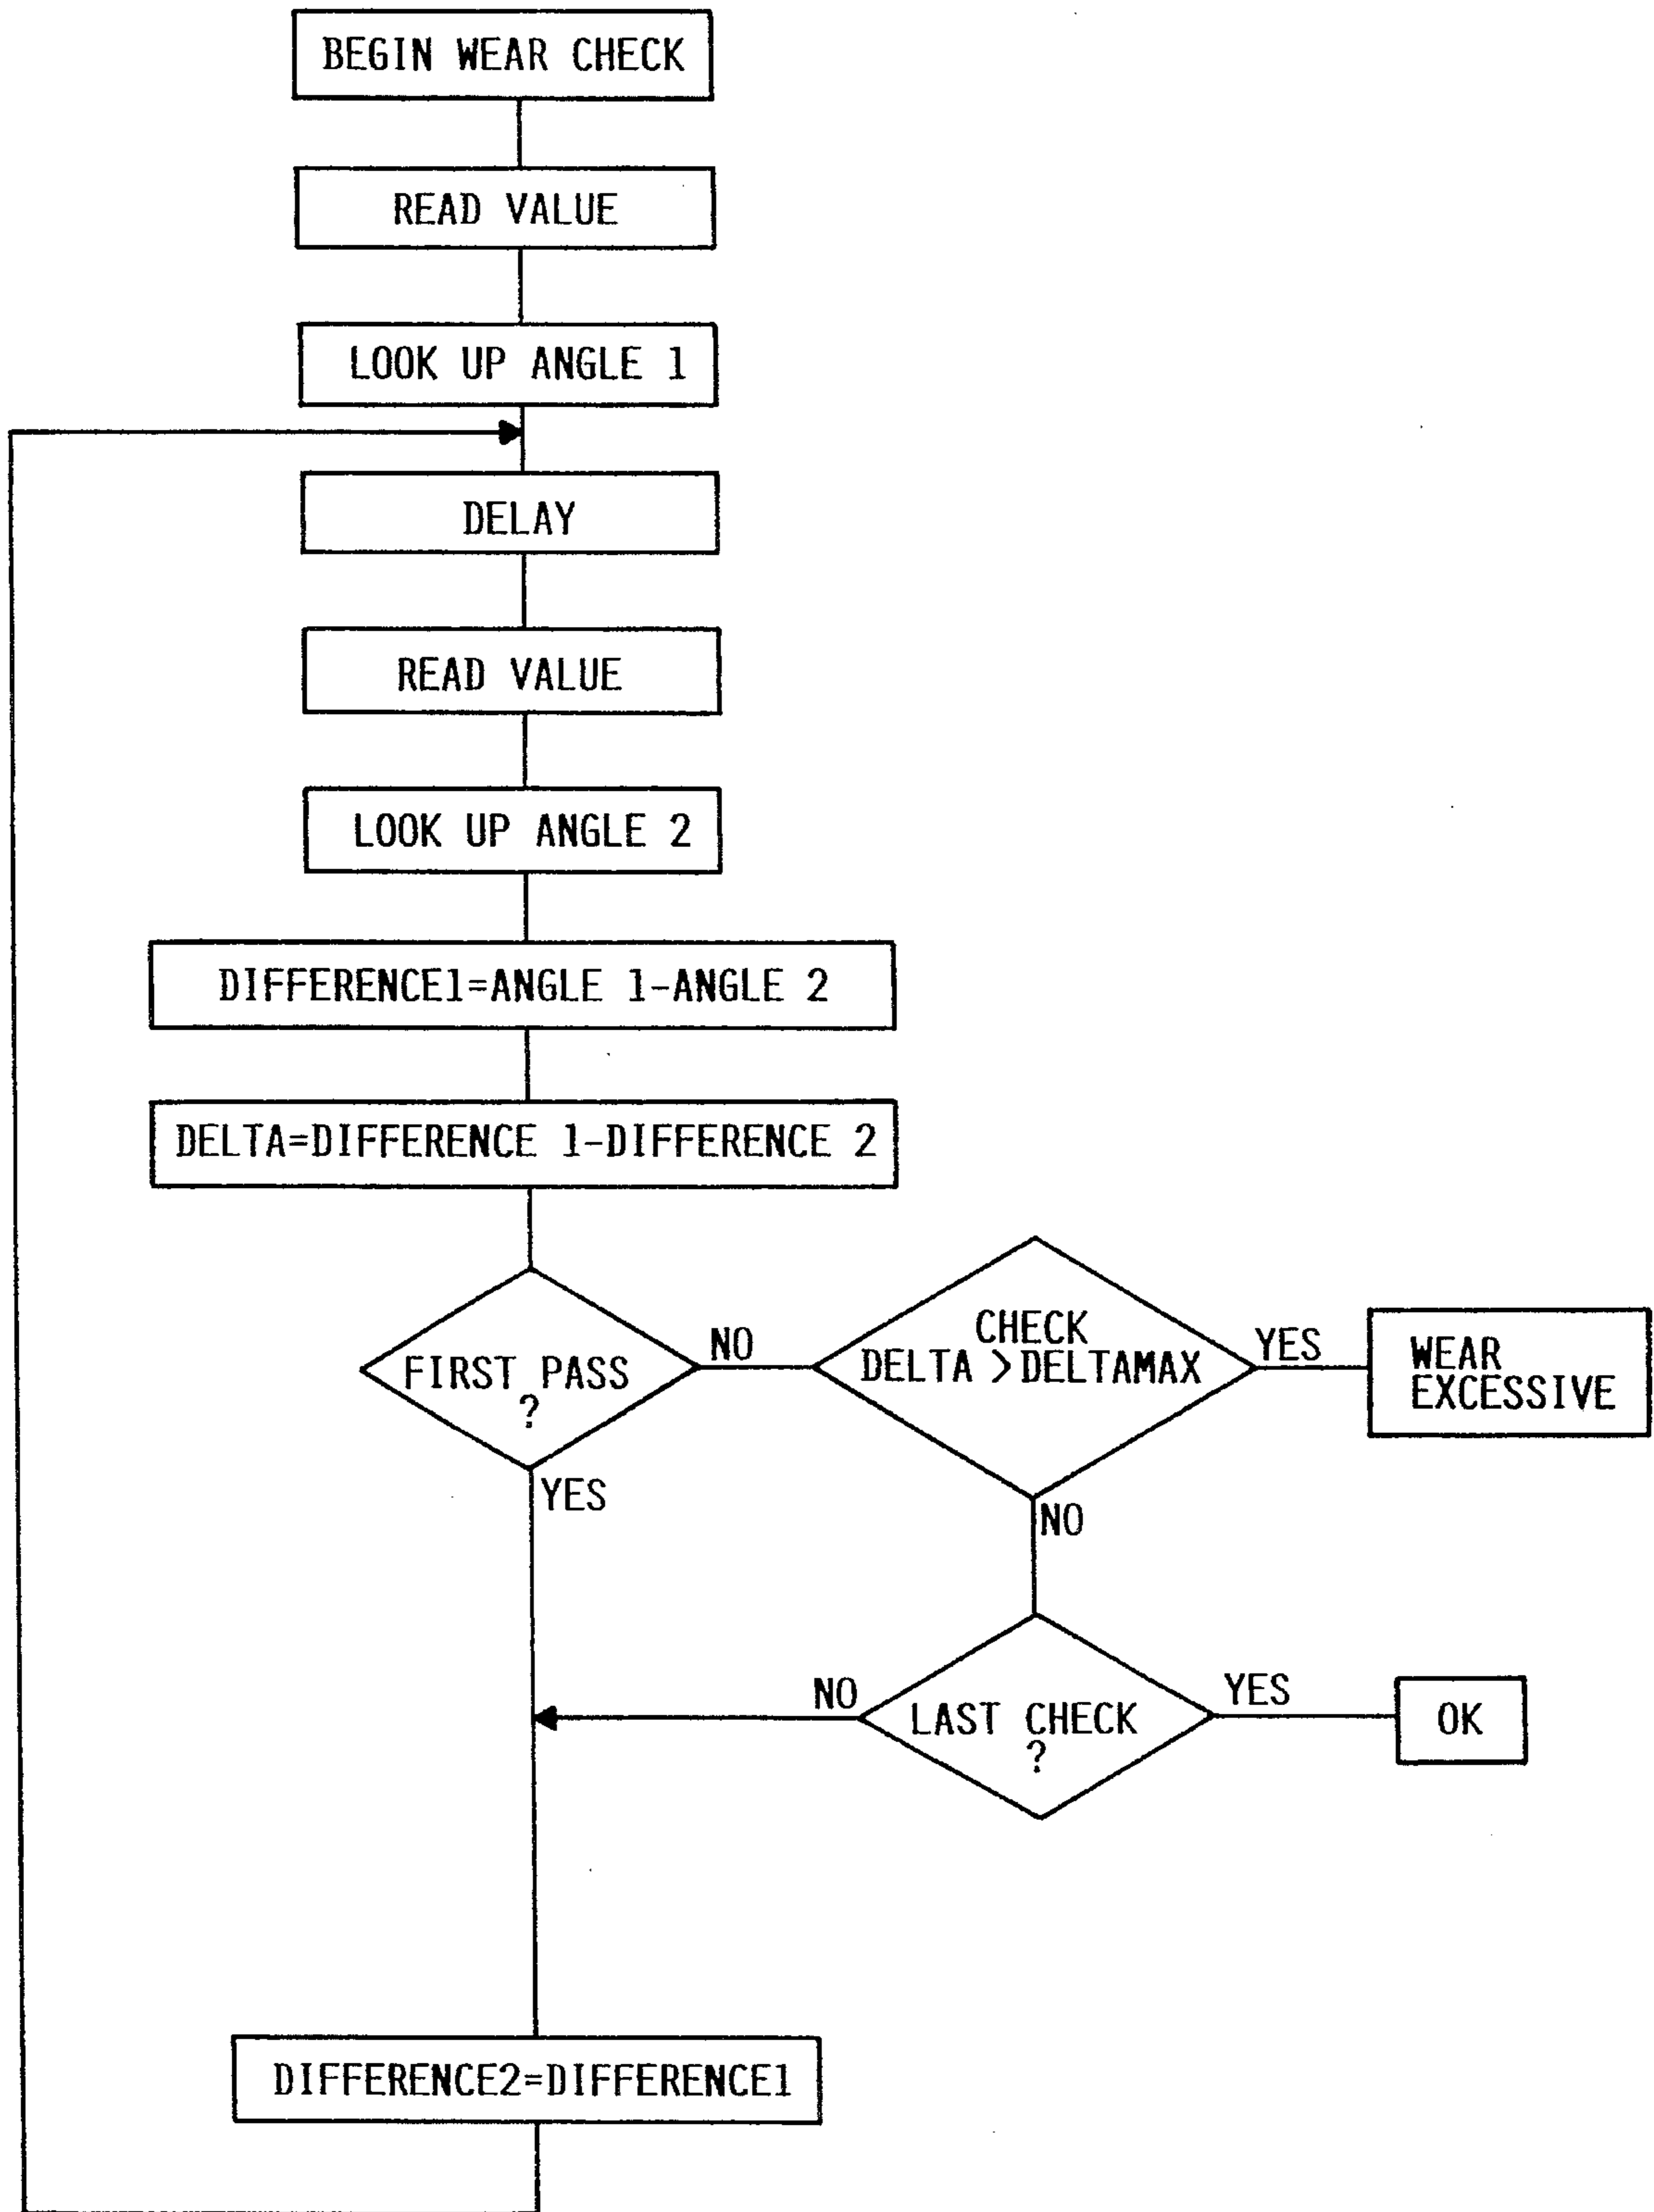 BEGIN WEAR CHECK
READ VALUE
LOOK UP ANGLE 1
DELAY
READ VALUE
LOOK UP ANGLE 2
DIFFERENCE1=ANGLE 1-ANGLE 2
DELTA=DIFFERENCE 1-DIFFERENCE 2
FIRST PASS
?
NO
YES
CHECK
DELTA >DELTAMAX
YES
WEAR
EXCESSIVE
NO
LAST CHECK
?
NO
YES
OK
DIFFERENCE2=DIFFERENCE1